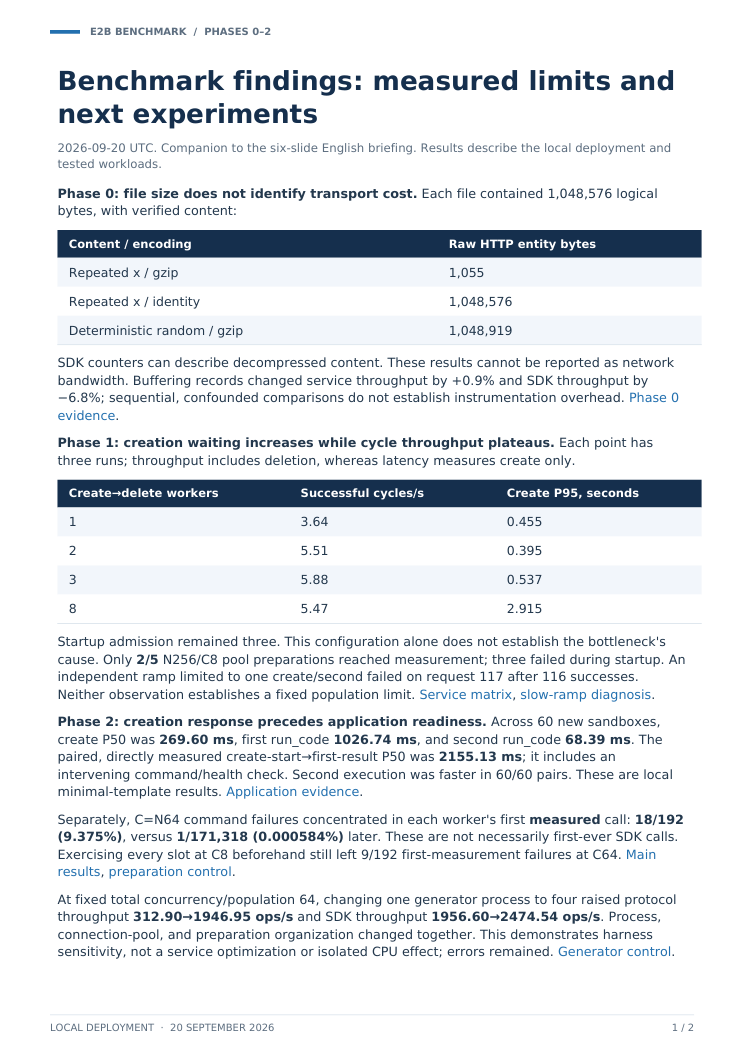 E2B BENCHMARK / PHASES 0–2
Benchmark findings: measured limits and
next experiments
2026-09-20 UTC. Companion to the six-slide English briefing. Results describe the local deployment and
tested workloads.
Phase 0: file size does not identify transport cost. Each file contained 1,048,576 logical
bytes, with verified content:
Content / encoding Raw HTTP entity bytes
Repeated x / gzip 1,055
Repeated x / identity 1,048,576
Deterministic random / gzip 1,048,919
SDK counters can describe decompressed content. These results cannot be reported as network
bandwidth. Buffering records changed service throughput by +0.9% and SDK throughput by
−6.8%; sequential, confounded comparisons do not establish instrumentation overhead. Phase 0
evidence.
Phase 1: creation waiting increases while cycle throughput plateaus. Each point has
three runs; throughput includes deletion, whereas latency measures create only.
Create→delete workers Successful cycles/s Create P95, seconds
1 3.64 0.455
2 5.51 0.395
3 5.88 0.537
8 5.47 2.915
Startup admission remained three. This configuration alone does not establish the bottleneck's
cause. Only 2/5 N256/C8 pool preparations reached measurement; three failed during startup. An
independent ramp limited to one create/second failed on request 117 after 116 successes.
Neither observation establishes a fixed population limit. Service matrix, slow-ramp diagnosis.
Phase 2: creation response precedes application readiness. Across 60 new sandboxes,
create P50 was 269.60 ms, first run_code 1026.74 ms, and second run_code 68.39 ms. The
paired, directly measured create-start→first-result P50 was 2155.13 ms; it includes an
intervening command/health check. Second execution was faster in 60/60 pairs. These are local
minimal-template results. Application evidence.
Separately, C=N64 command failures concentrated in each worker's first measured call: 18/192
(9.375%), versus 1/171,318 (0.000584%) later. These are not necessarily first-ever SDK calls.
Exercising every slot at C8 beforehand still left 9/192 first-measurement failures at C64. Main
results, preparation control.
At fixed total concurrency/population 64, changing one generator process to four raised protocol
throughput 312.90→1946.95 ops/s and SDK throughput 1956.60→2474.54 ops/s. Process,
connection-pool, and preparation organization changed together. This demonstrates harness
sensitivity, not a service optimization or isolated CPU effect; errors remained. Generator control.
LOCAL DEPLOYMENT · 20 SEPTEMBER 2026 1 / 2